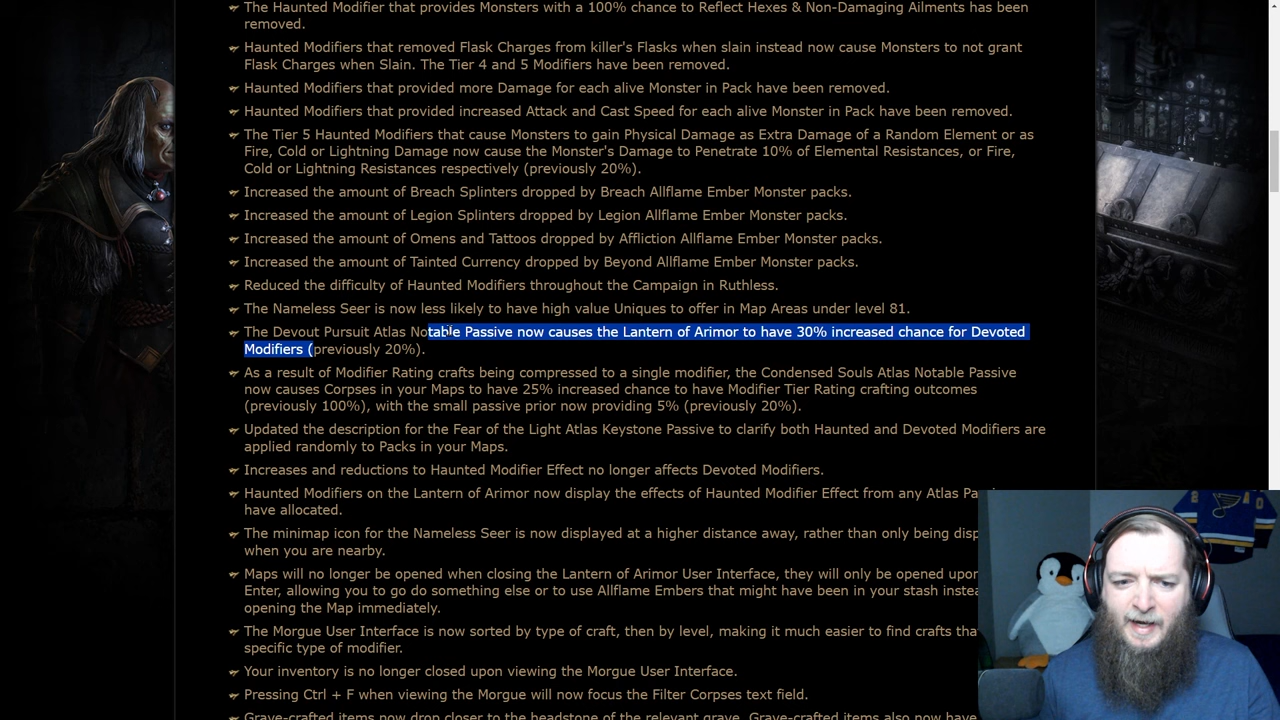 The Haunted Modifier that provides Monsters with a 100% chance to Reflect Hexes & Non-Damaging Ailments has been
removed.
Haunted Modifiers that removed Flask Charges from killer's Flasks when slain instead now cause Monsters to not grant
Flask Charges when Slain. The Tier 4 and 5 Modifiers have been removed.
Haunted Modifiers that provided more Damage for each alive Monster in Pack have been removed.
Haunted Modifiers that provided increased Attack and Cast Speed for each alive Monster in Pack have been removed.
The Tier 5 Haunted Modifiers that cause Monsters to gain Physical Damage as Extra Damage of a Random Element or as
Fire, Cold or Lightning Damage now cause the Monster's Damage to Penetrate 10% of Elemental Resistances, or Fire,
Cold or Lightning Resistances respectively (previously 20%).
Increased the amount of Breach Splinters dropped by Breach Allflame Ember Monster packs.
Increased the amount of Legion Splinters dropped by Legion Allflame Ember Monster packs.
Increased the amount of Omens and Tattoos dropped by Affliction Allflame Ember Monster packs.
Increased the amount of Tainted Currency dropped by Beyond Allflame Ember Monster packs.
Reduced the difficulty of Haunted Modifiers throughout the Campaign in Ruthless.
The Nameless Seer is now less likely to have high value Uniques to offer in Map Areas under level 81.
The Devout Pursuit Atlas Notable Passive now causes the Lantern of Arimor to have 30% increased chance for Devoted
Modifiers (previously 20%).
As a result of Modifier Rating crafts being compressed to a single modifier, the Condensed Souls Atlas Notable Passive
now causes Corpses in your Maps to have 25% increased chance to have Modifier Tier Rating crafting outcomes
(previously 100%), with the small passive prior now providing 5% (previously 20%).
Updated the description for the Fear of the Light Atlas Keystone Passive to clarify both Haunted and Devoted Modifiers are
applied randomly to Packs in your Maps.
Increases and reductions to Haunted Modifier Effect no longer affects Devoted Modifiers.
Haunted Modifiers on the Lantern of Arimor now display the effects of Haunted Modifier Effect from any Atlas
have allocated.
The minimap icon for the Nameless Seer is now displayed at a higher distance away, rather than only being
when you are nearby.
Maps will no longer be opened when closing the Lantern of Arimor User Interface, they will only be opened upon
Enter, allowing you to go do something else or to use Allflame Embers that might have been in your stash
opening the Map immediately.
The Morgue User Interface is now sorted by type of craft, then by level, making it much easier to find crafts
specific type of modifier.
Your inventory is no longer closed upon viewing the Morgue User Interface.
Pressing Ctrl + F when viewing the Morgue will now focus the Filter Corpses text field.
Grave-crafted items now drop closer to the headstone of the relevant grave. Grave-crafted items also now have